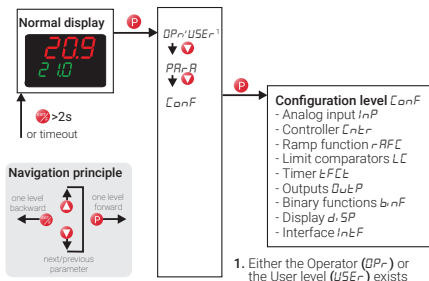 Normal display
20.9
21.0
P
>2s
or timeout
Navigation principle
one level
backward
one level
forward
P
next/previous
parameter
OPr/USEr¹
PArA
ConF
P
Configuration level ConF
- Analog input InP
- Controller Cntr
- Ramp function rAFC
- Limit comparators LC
- Timer tFCt
- Outputs OutP
- Binary functions binF
- Display diSP
- Interface IntF
1. Either the Operator (OPr) or
the User level (USEr) exists